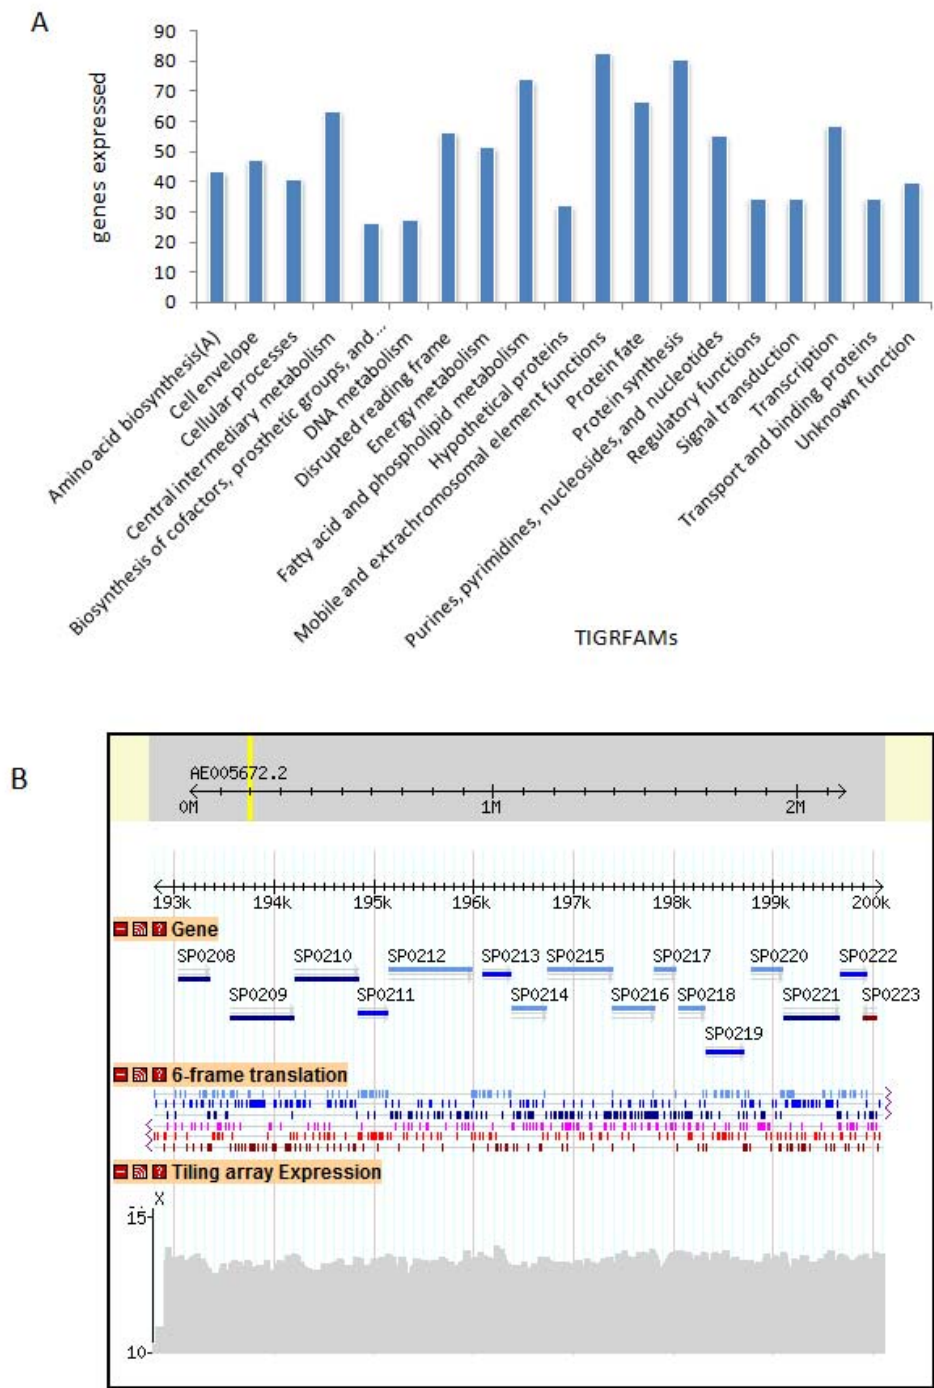 A
90
80
70
60
50
40
30
20
10
0
genes expressed
Amino acid biosynthesis(A)
Cell envelope
Cellular processes
Central intermediary metabolism
Biosynthesis of cofactors, prosthetic groups, and...
DNA metabolism
Disrupted reading frame
Energy metabolism
Fatty acid and phospholipid metabolism
Hypothetical proteins
Mobile and extrachromosomal element functions
Protein fate
Protein synthesis
Purines, pyrimidines, nucleosides, and nucleotides
Regulatory functions
Signal transduction
Transcription
Transport and binding proteins
Unknown function
TIGRFAMs
B
AE005672.2
0M 1M 2M
193k 194k 195k 196k 197k 198k 199k 200k
Gene
SP0208 SP0210 SP0212 SP0213 SP0215 SP0217 SP0220 SP0222
SP0209 SP0211 SP0214 SP0216 SP0218 SP0221 SP0223
SP0219
6-frame translation
Tiling array Expression
X
15
10